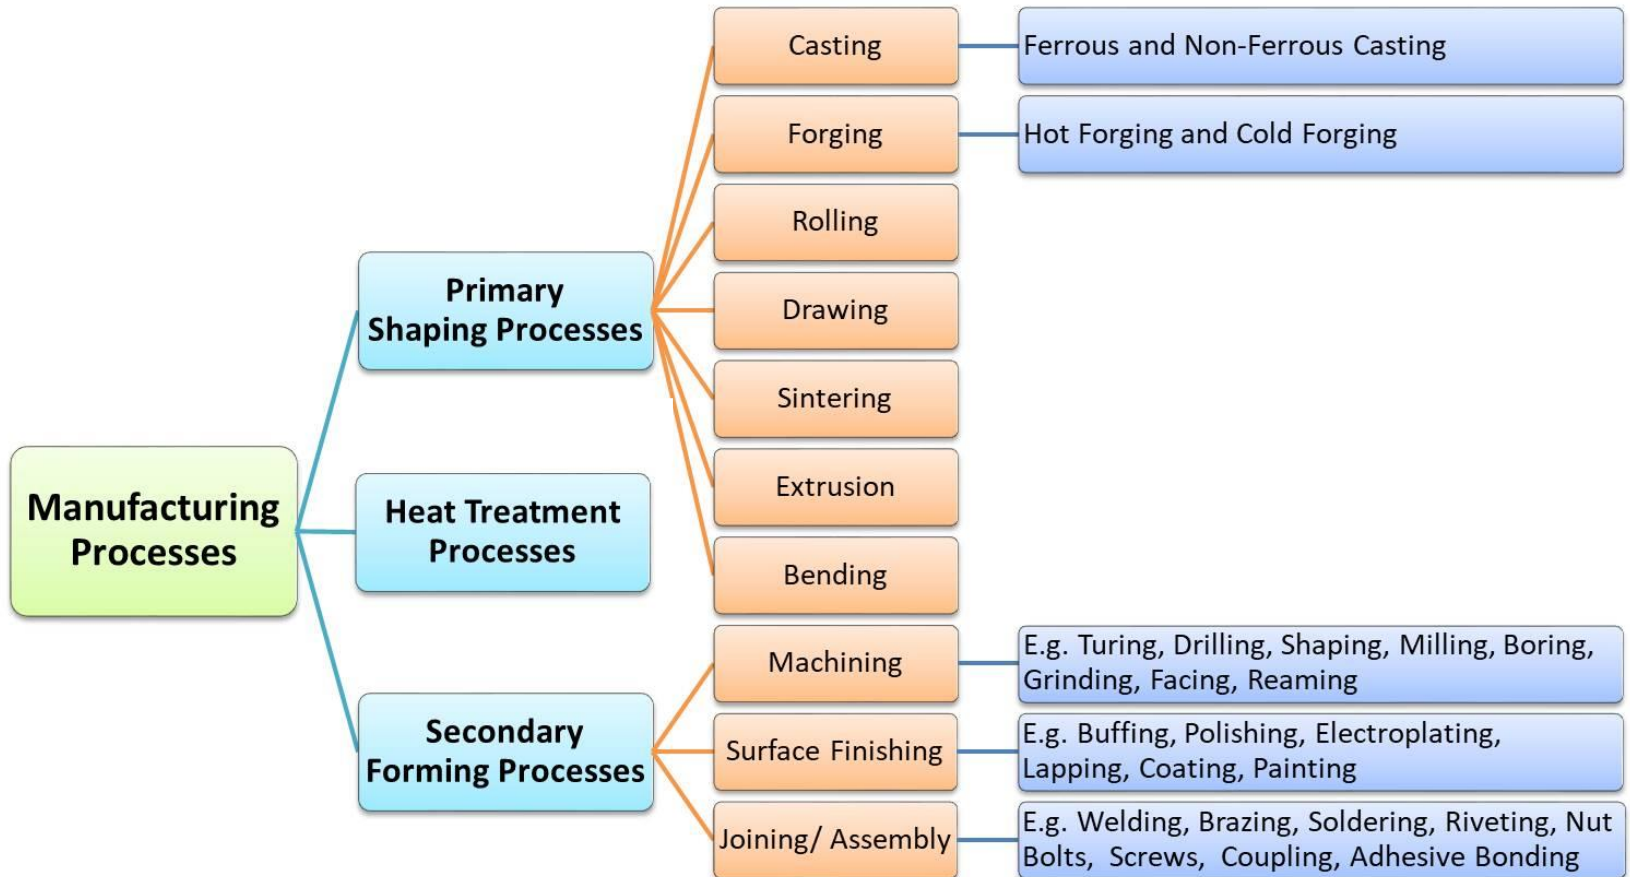 Manufacturing
Processes
Primary
Shaping Processes
Casting
Ferrous and Non-Ferrous Casting
Forging
Hot Forging and Cold Forging
Rolling
Drawing
Sintering
Extrusion
Bending
Heat Treatment
Processes
Secondary
Forming Processes
Machining
E.g. Turing, Drilling, Shaping, Milling, Boring,
Grinding, Facing, Reaming
Surface Finishing
E.g. Buffing, Polishing, Electroplating,
Lapping, Coating, Painting
Joining/ Assembly
E.g. Welding, Brazing, Soldering, Riveting, Nut
Bolts, Screws, Coupling, Adhesive Bonding